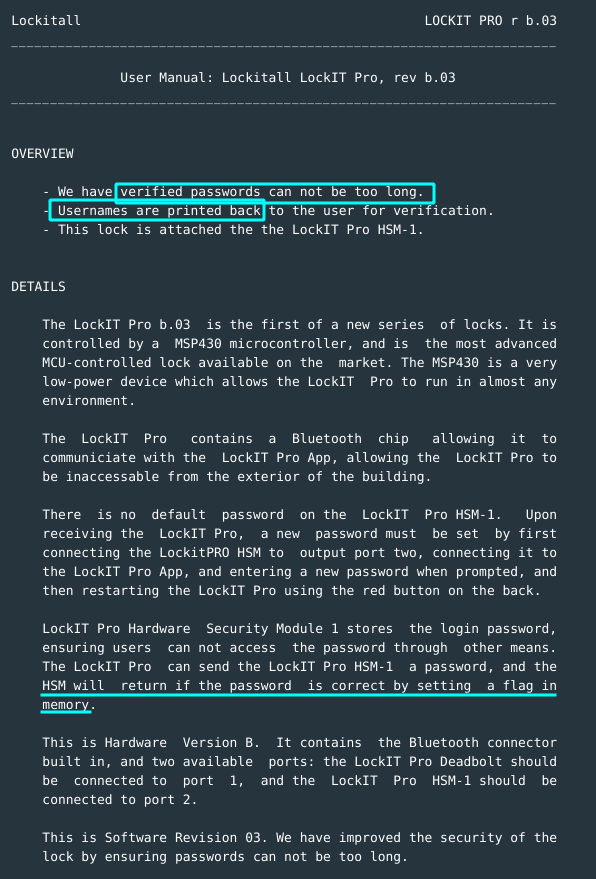 Lockitall LOCKIT PRO r b.03
______________________________________________________________________
User Manual: Lockitall LockIT Pro, rev b.03
______________________________________________________________________
OVERVIEW
- We have verified passwords can not be too long.
- Usernames are printed back to the user for verification.
- This lock is attached the the LockIT Pro HSM-1.
DETAILS
The LockIT Pro b.03 is the first of a new series of locks. It is
controlled by a MSP430 microcontroller, and is the most advanced
MCU-controlled lock available on the market. The MSP430 is a very
low-power device which allows the LockIT Pro to run in almost any
environment.
The LockIT Pro contains a Bluetooth chip allowing it to
communiciate with the LockIT Pro App, allowing the LockIT Pro to
be inaccessable from the exterior of the building.
There is no default password on the LockIT Pro HSM-1. Upon
receiving the LockIT Pro, a new password must be set by first
connecting the LockitPRO HSM to output port two, connecting it to
the LockIT Pro App, and entering a new password when prompted, and
then restarting the LockIT Pro using the red button on the back.
LockIT Pro Hardware Security Module 1 stores the login password,
ensuring users can not access the password through other means.
The LockIT Pro can send the LockIT Pro HSM-1 a password, and the
HSM will return if the password is correct by setting a flag in
memory.
This is Hardware Version B. It contains the Bluetooth connector
built in, and two available ports: the LockIT Pro Deadbolt should
be connected to port 1, and the LockIT Pro HSM-1 should be
connected to port 2.
This is Software Revision 03. We have improved the security of the
lock by ensuring passwords can not be too long.